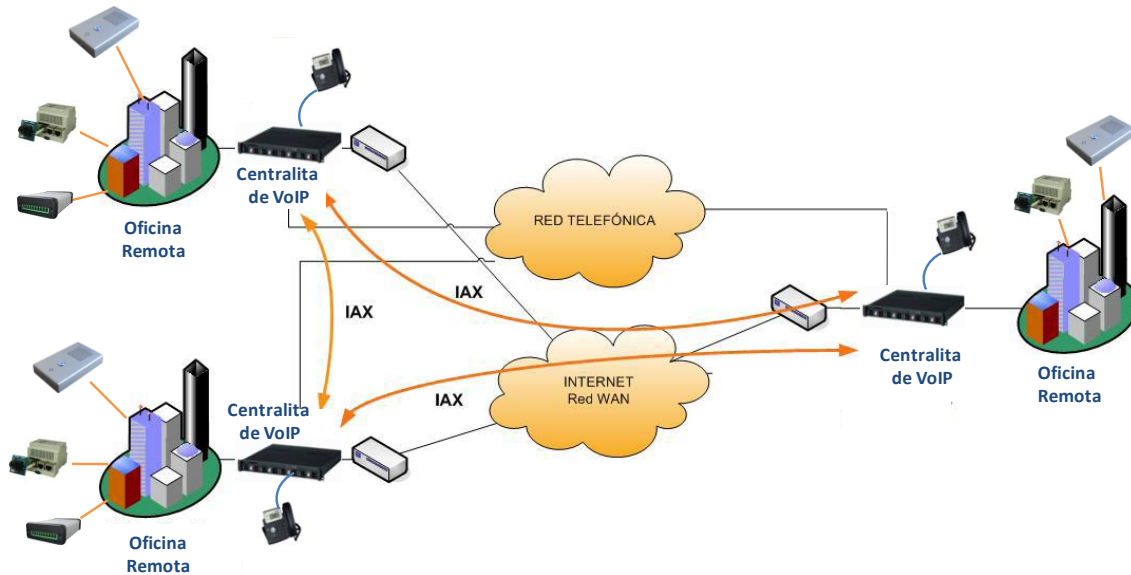 Centralita
de VoIP
Oficina
Remota
RED TELEFÓNICA
IAX
IAX
Centralita
de VoIP
Oficina
Remota
INTERNET
Red WAN
IAX
Centralita
de VoIP
Oficina
Remota